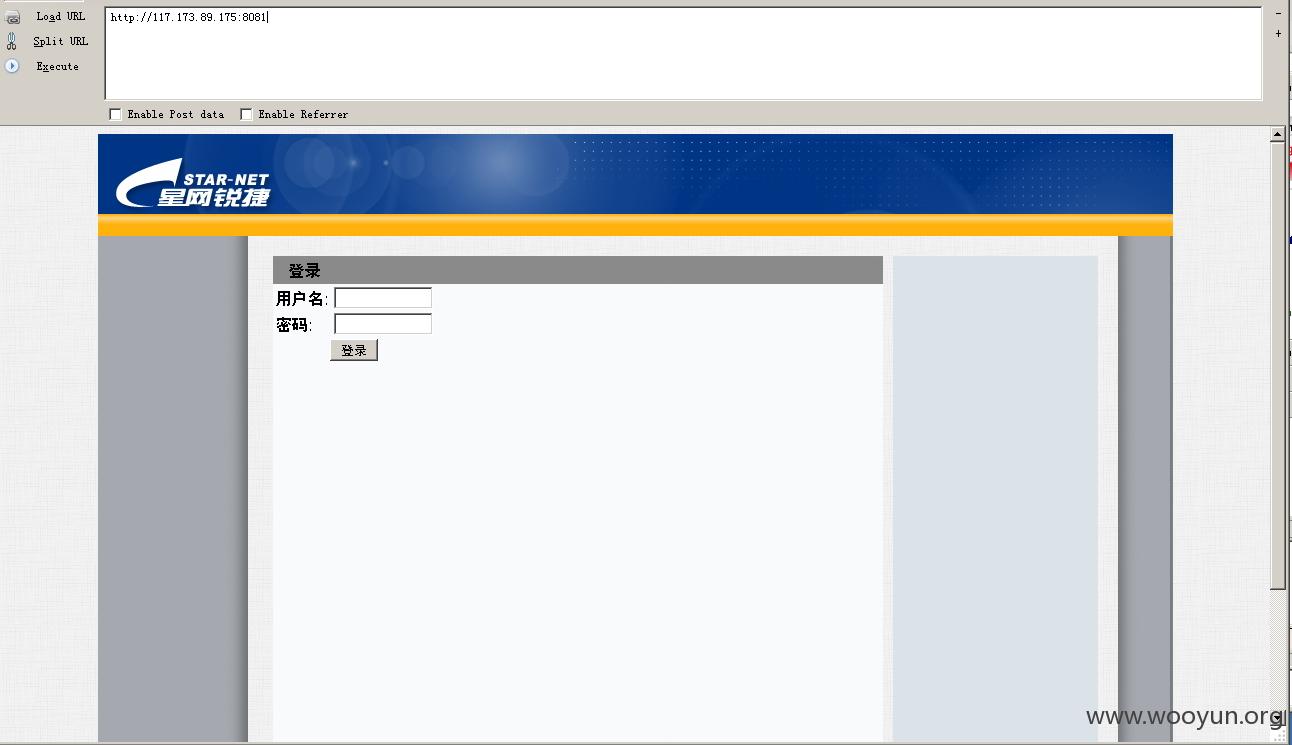 Load URL
http://117.173.89.175:8081
Split URL
Execute
Enable Post data
Enable Referrer
STAR-NET
星网锐捷
登录
用户名:
密码:
登录
www.wooyun.org